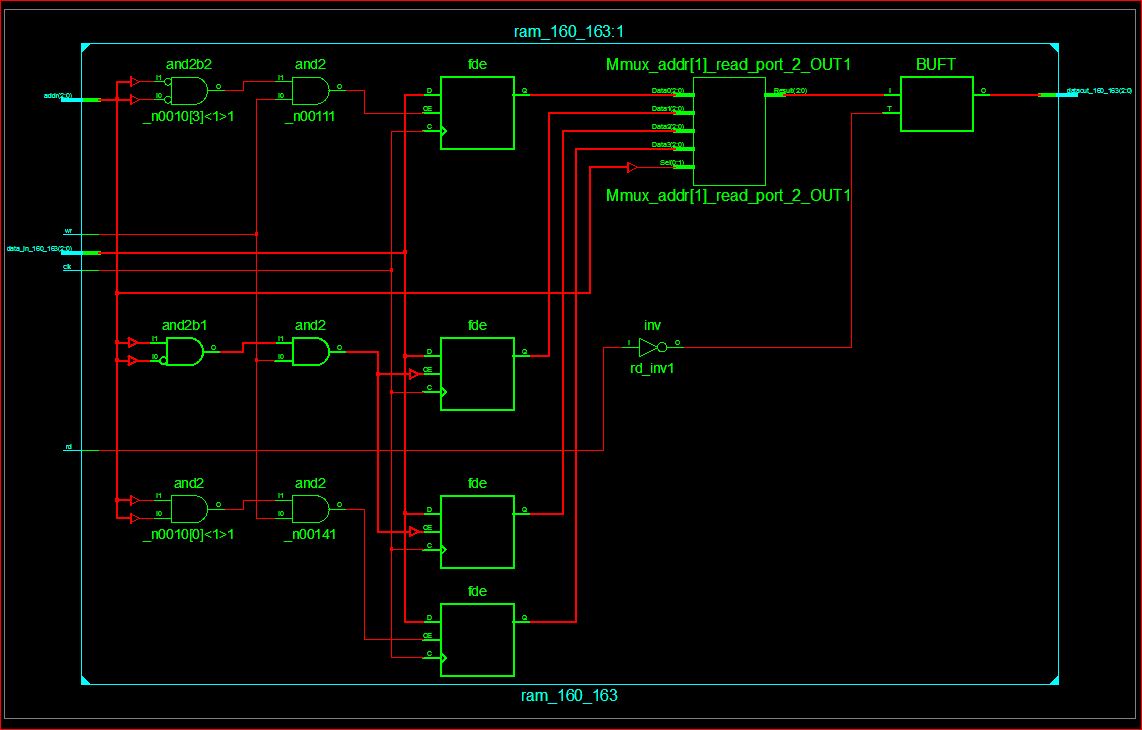 ram_160_163:1
and2b2
and2
fde
Mmux_addr[1]_read_port_2_OUT1
BUFT
addr(2:0)
I1
I0
O
I1
I0
O
D
CE
C
Q
Data0(2:0)
Data1(2:0)
Data2(2:0)
Data3(2:0)
Sel(0:1)
Result(2:0)
I
T
O
dataout_160_163(2:0)
_n0010[3]<1>1
_n00111
Mmux_addr[1]_read_port_2_OUT1
wr
data_in_160_163(2:0)
clk
and2b1
and2
fde
inv
I1
I0
O
I1
I0
O
D
CE
C
Q
I
O
rd_inv1
rd
and2
and2
fde
I1
I0
O
I1
I0
O
D
CE
C
Q
_n0010[0]<1>1
_n00141
fde
D
CE
C
Q
ram_160_163